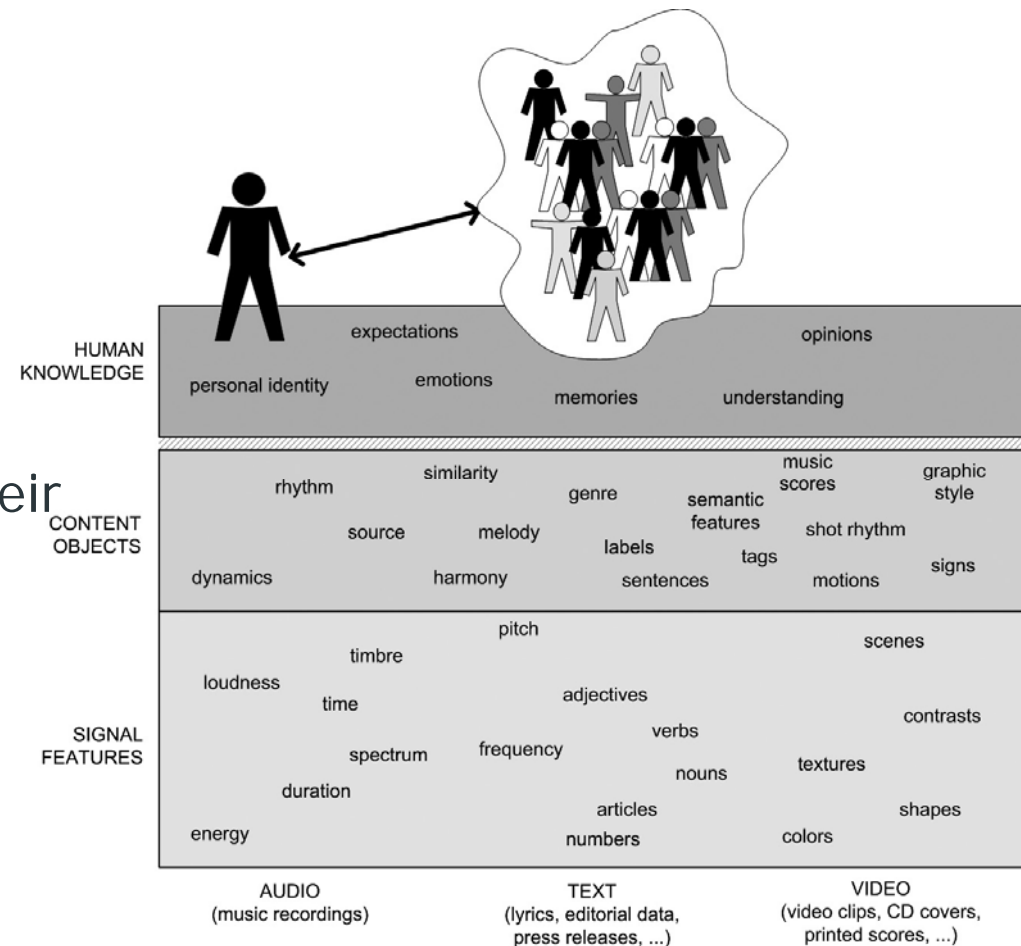 HUMAN
KNOWLEDGE
expectations
opinions
personal identity
emotions
memories
understanding
eir
CONTENT
OBJECTS
rhythm
similarity
genre
semantic
features
music
scores
graphic
style
source
melody
labels
tags
shot rhythm
signs
dynamics
harmony
sentences
motions
SIGNAL
FEATURES
pitch
scenes
timbre
loudness
time
adjectives
contrasts
verbs
spectrum
frequency
nouns
textures
duration
articles
shapes
energy
numbers
colors
AUDIO
(music recordings)
TEXT
(lyrics, editorial data,
press releases, ...)
VIDEO
(video clips, CD covers,
printed scores, ...)